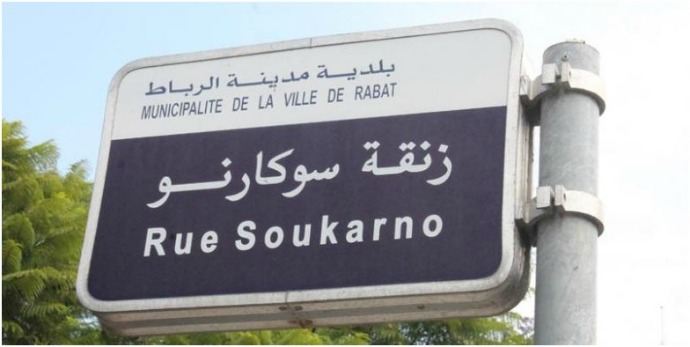 بلدية مدينة الرباط
MUNICIPALITE DE LA VILLE DE RABAT
زنقة سوكارنو
Rue Soukarno